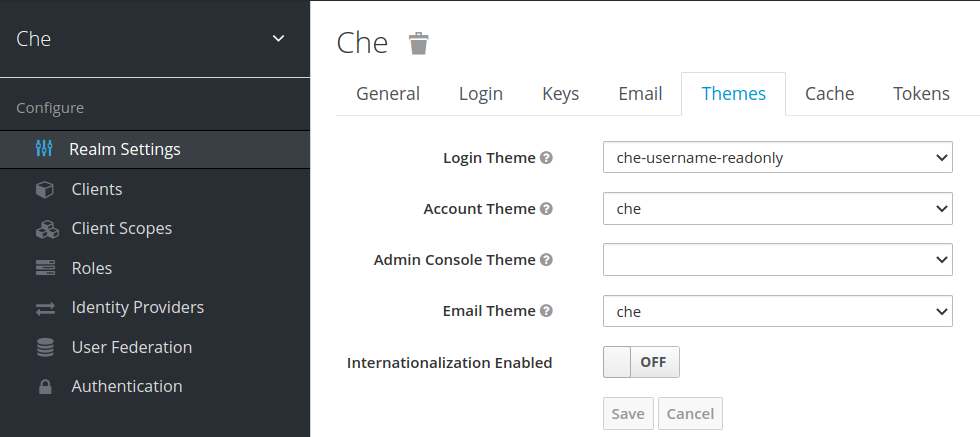 Che
Configure
Realm Settings
Clients
Client Scopes
Roles
Identity Providers
User Federation
Authentication
Che
General Login Keys Email Themes Cache Tokens
Login Theme ? che-username-readonly
Account Theme ? che
Admin Console Theme ?
Email Theme ? che
Internationalization Enabled OFF
Save Cancel